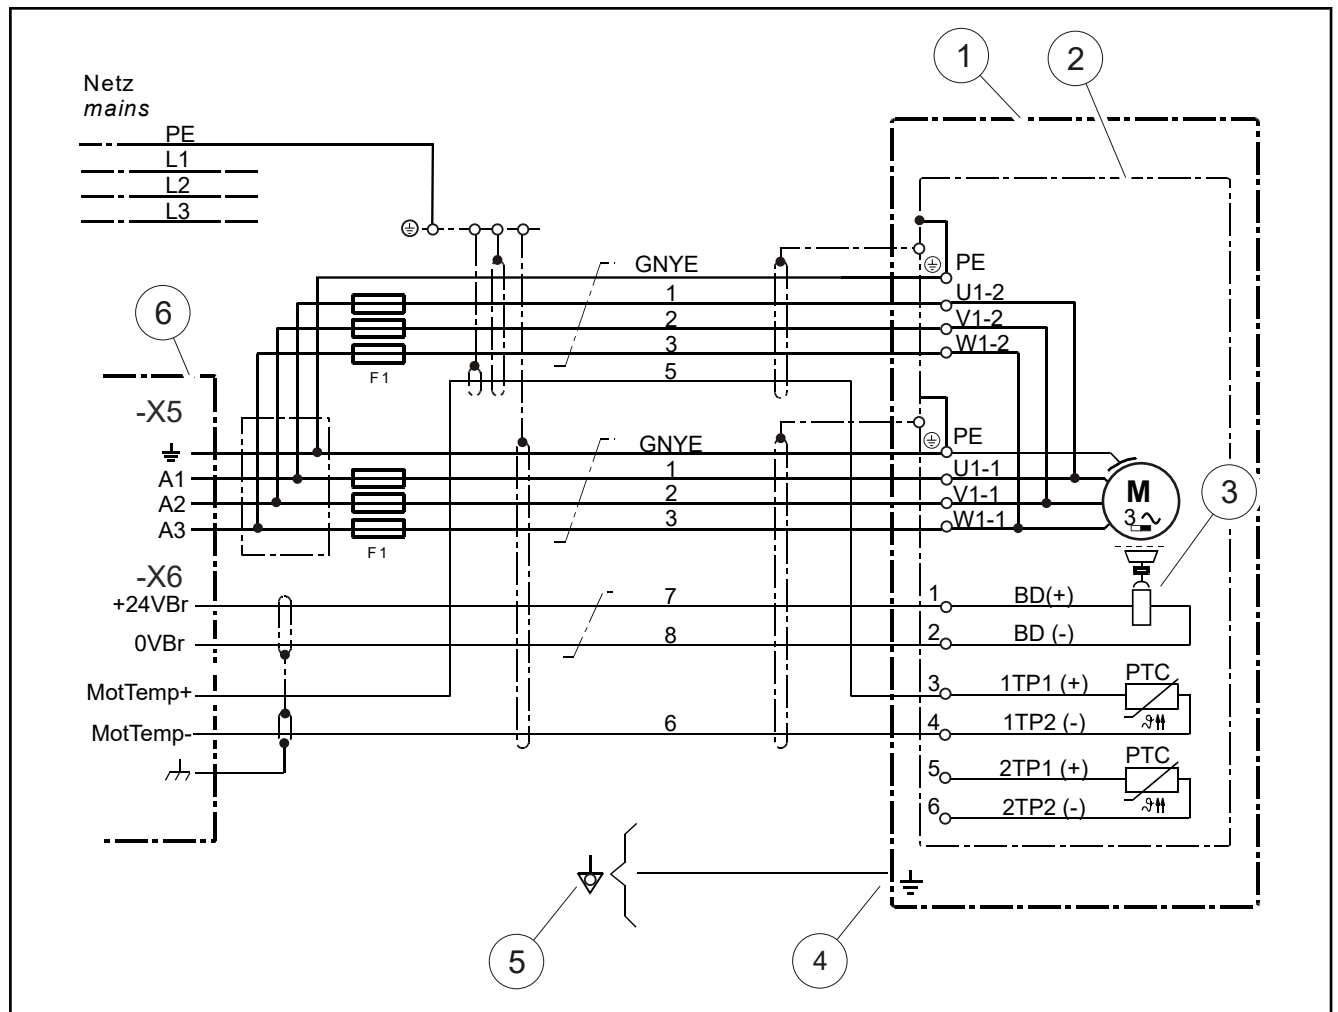 1
2
Netz
mains
PE
L1
L2
L3
GNYE
PE
1
U1-2
2
V1-2
3
W1-2
6
F1
5
-X5
GNYE
PE
A1
1
U1-1
A2
2
V1-1
M
3
A3
3
W1-1
3
F1
-X6
+24VBr
7
1
BD(+)
0VBr
8
2
BD (-)
MotTemp+
3
1TP1 (+)
PTC
ϑ
MotTemp-
6
4
1TP2 (-)
5
2TP1 (+)
PTC
ϑ
6
2TP2 (-)
5
4